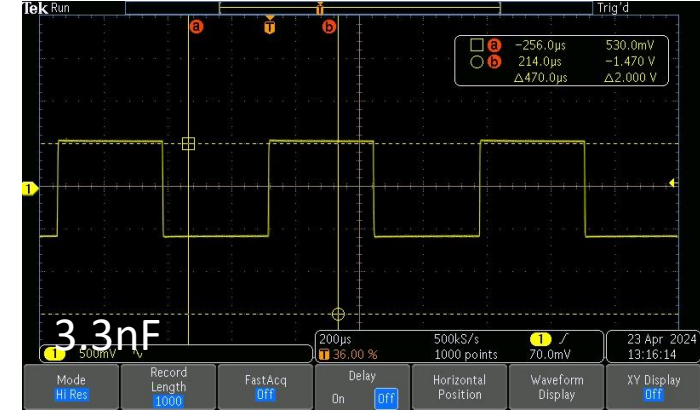 Tek Run Trig'd
a T b
a -256.0µs 530.0mV
b 214.0µs -1.470 V
△470.0µs △2.000 V
1
3.3nF
1 500mV
200µs 500kS/s 1 /
T 36.00 % 1000 points 70.0mV
23 Apr 2024
13:16:14
Mode
Hi Res
Record
Length
1000
FastAcq
Off
Delay
On Off
Horizontal
Position
Waveform
Display
XY Display
Off